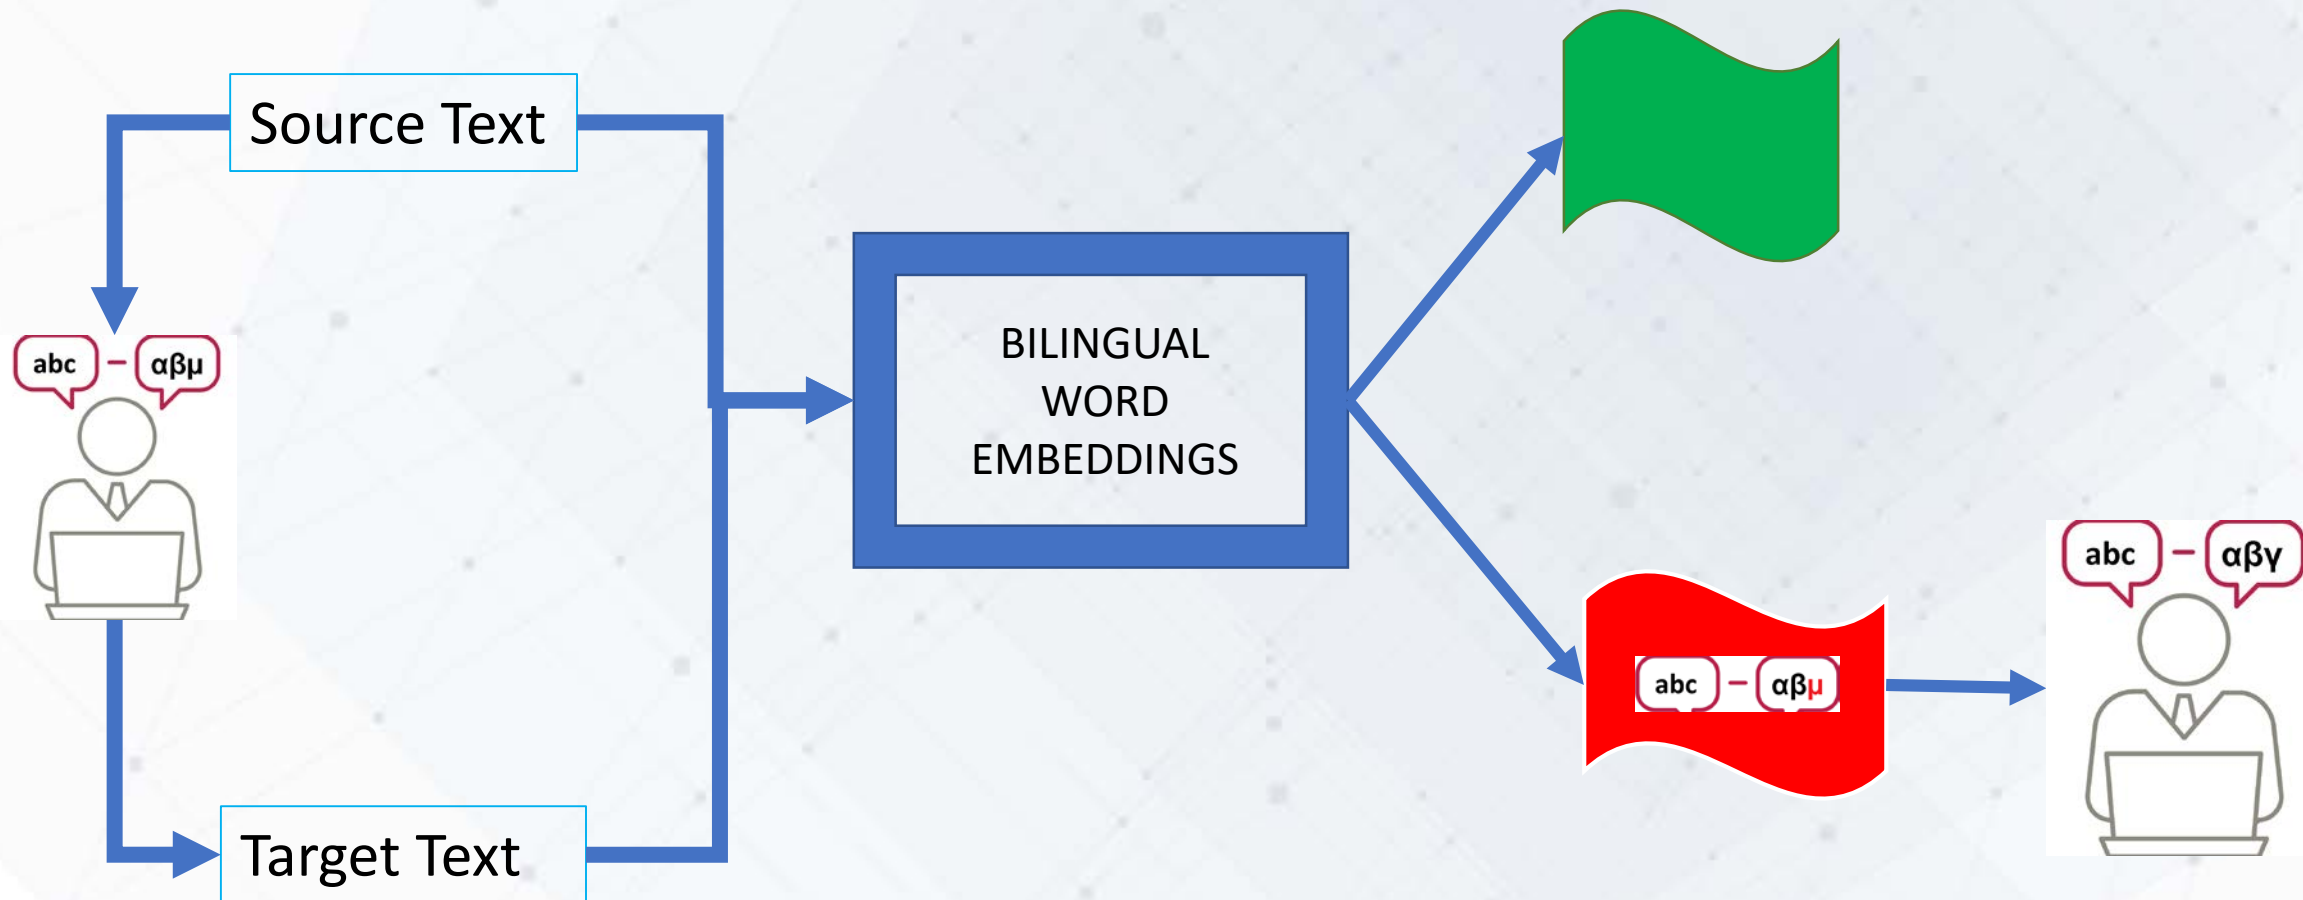 Source Text
abc – αβμ
BILINGUAL
WORD
EMBEDDINGS
abc – αβγ
abc – αβμ
Target Text